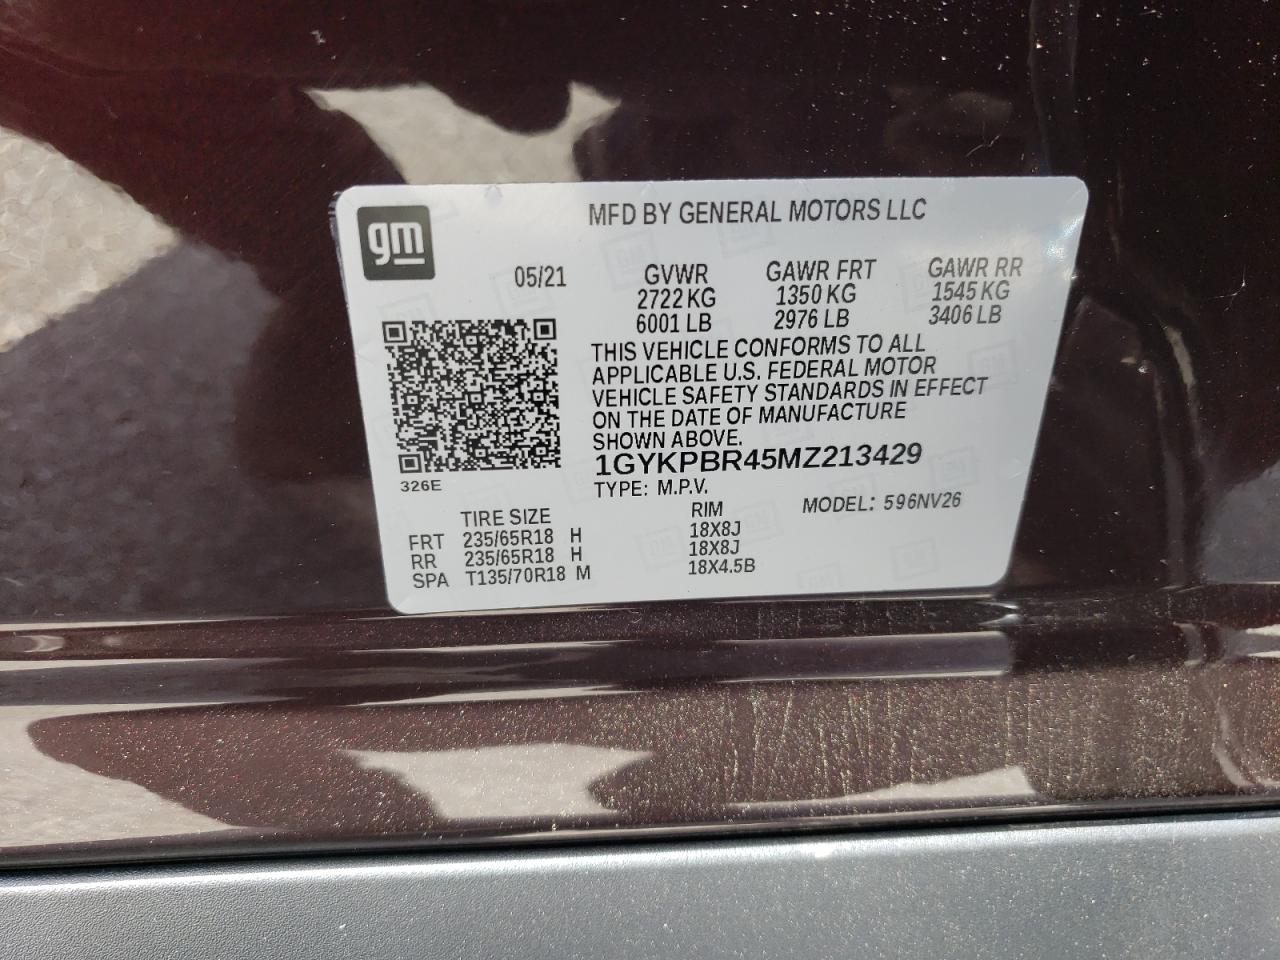 gm
MFD BY GENERAL MOTORS LLC
05/21 GVWR GAWR FRT GAWR RR
2722 KG 1350 KG 1545 KG
6001 LB 2976 LB 3406 LB
THIS VEHICLE CONFORMS TO ALL
APPLICABLE U.S. FEDERAL MOTOR
VEHICLE SAFETY STANDARDS IN EFFECT
ON THE DATE OF MANUFACTURE
SHOWN ABOVE.
1GYKPBR45MZ213429
326E
TYPE: M.P.V.
MODEL: 596NV26
TIRE SIZE RIM
FRT 235/65R18 H 18X8J
RR 235/65R18 H 18X8J
SPA T135/70R18 M 18X4.5B